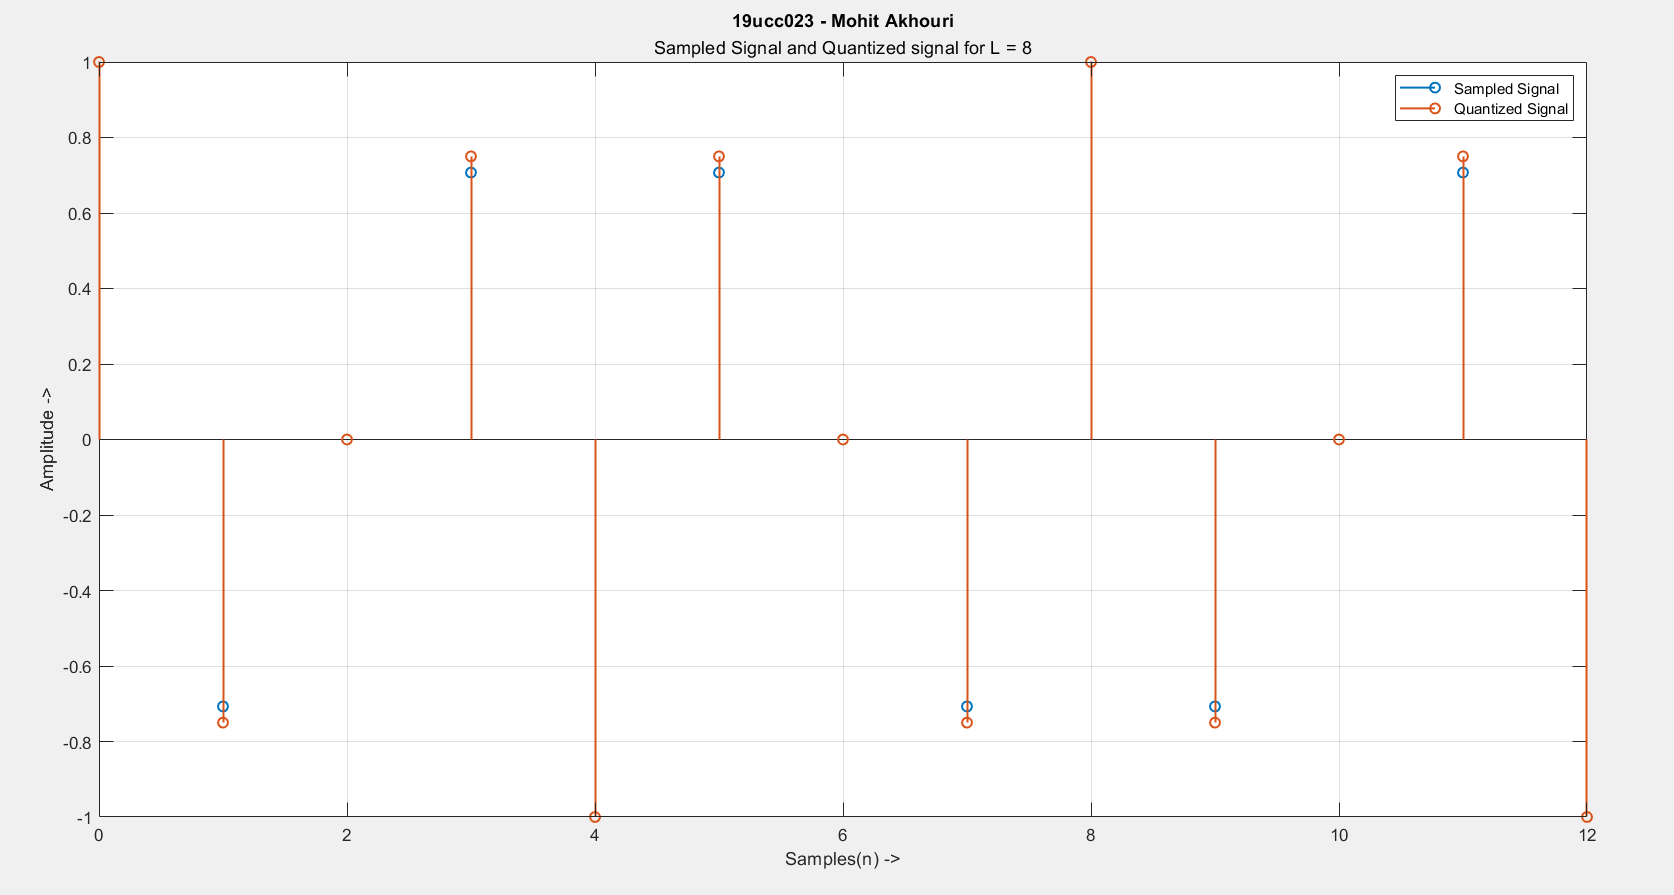 19ucc023 - Mohit Akhouri
Sampled Signal and Quantized signal for L = 8
Sampled Signal
Quantized Signal
1
0.8
0.6
0.4
0.2
0
-0.2
-0.4
-0.6
-0.8
-1
Amplitude ->
0 2 4 6 8 10 12
Samples(n) ->